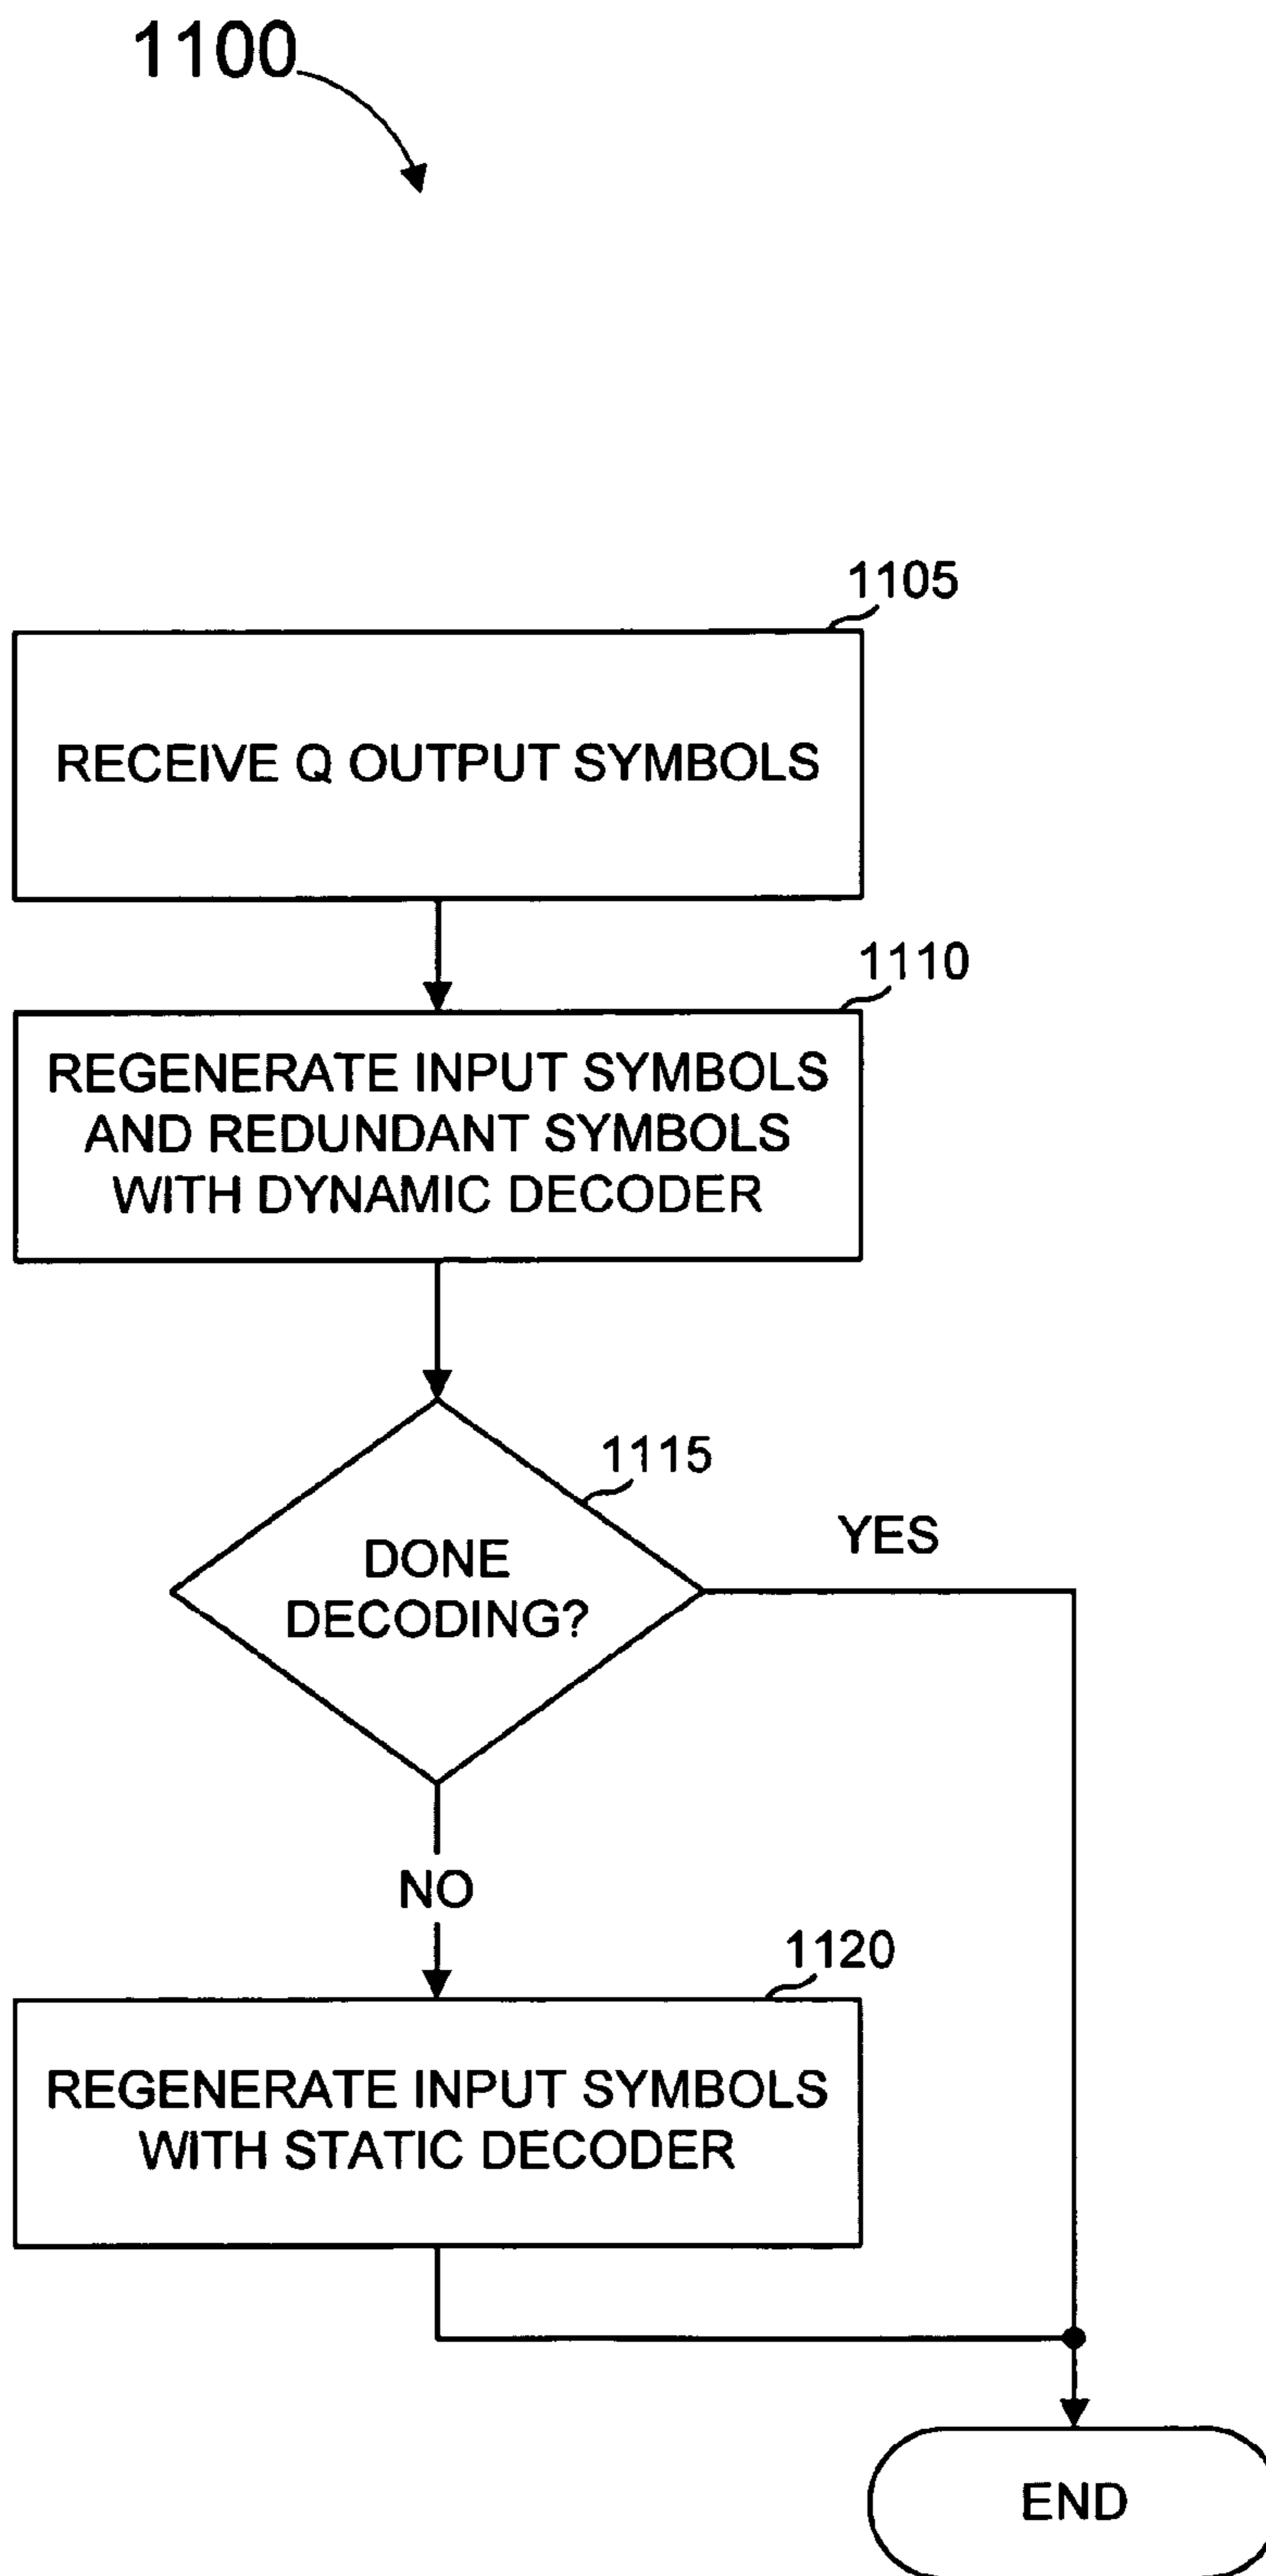 1100
1105
RECEIVE Q OUTPUT SYMBOLS
1110
REGENERATE INPUT SYMBOLS
AND REDUNDANT SYMBOLS
WITH DYNAMIC DECODER
1115
DONE
DECODING?
YES
NO
1120
REGENERATE INPUT SYMBOLS
WITH STATIC DECODER
END